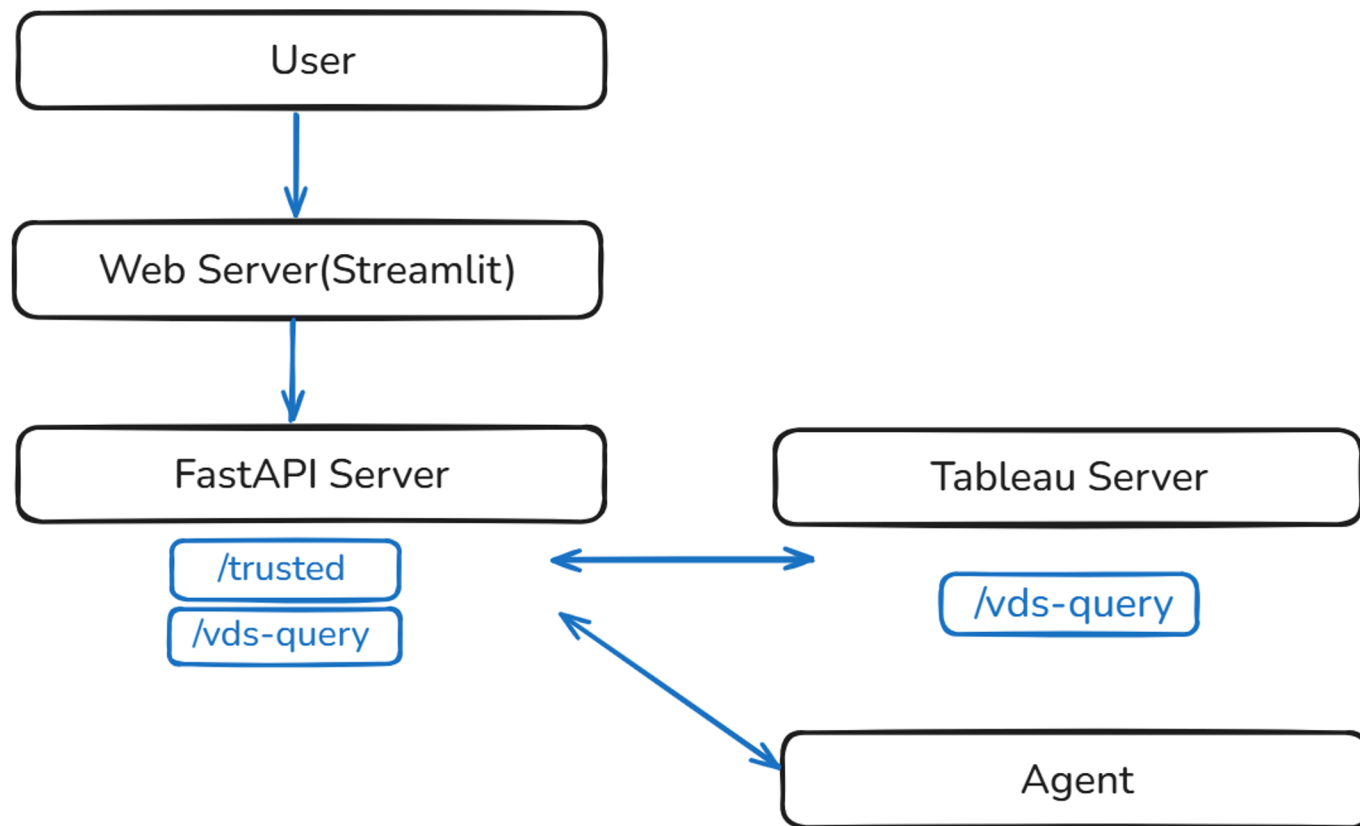 User
Web Server(Streamlit)
FastAPI Server
Tableau Server
/trusted
/vds-query
/vds-query
Agent